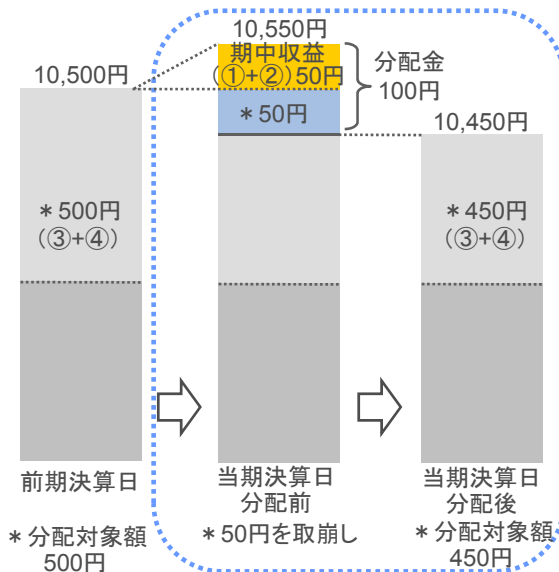 10,550円
期中収益
(①+②)50円
分配金
100円
10,500円
＊50円
10,450円
＊500円
(③+④)
＊450円
(③+④)
前期決算日
当期決算日
分配前
当期決算日
分配後
＊分配対象額
500円
＊50円を取崩し
＊分配対象額
450円